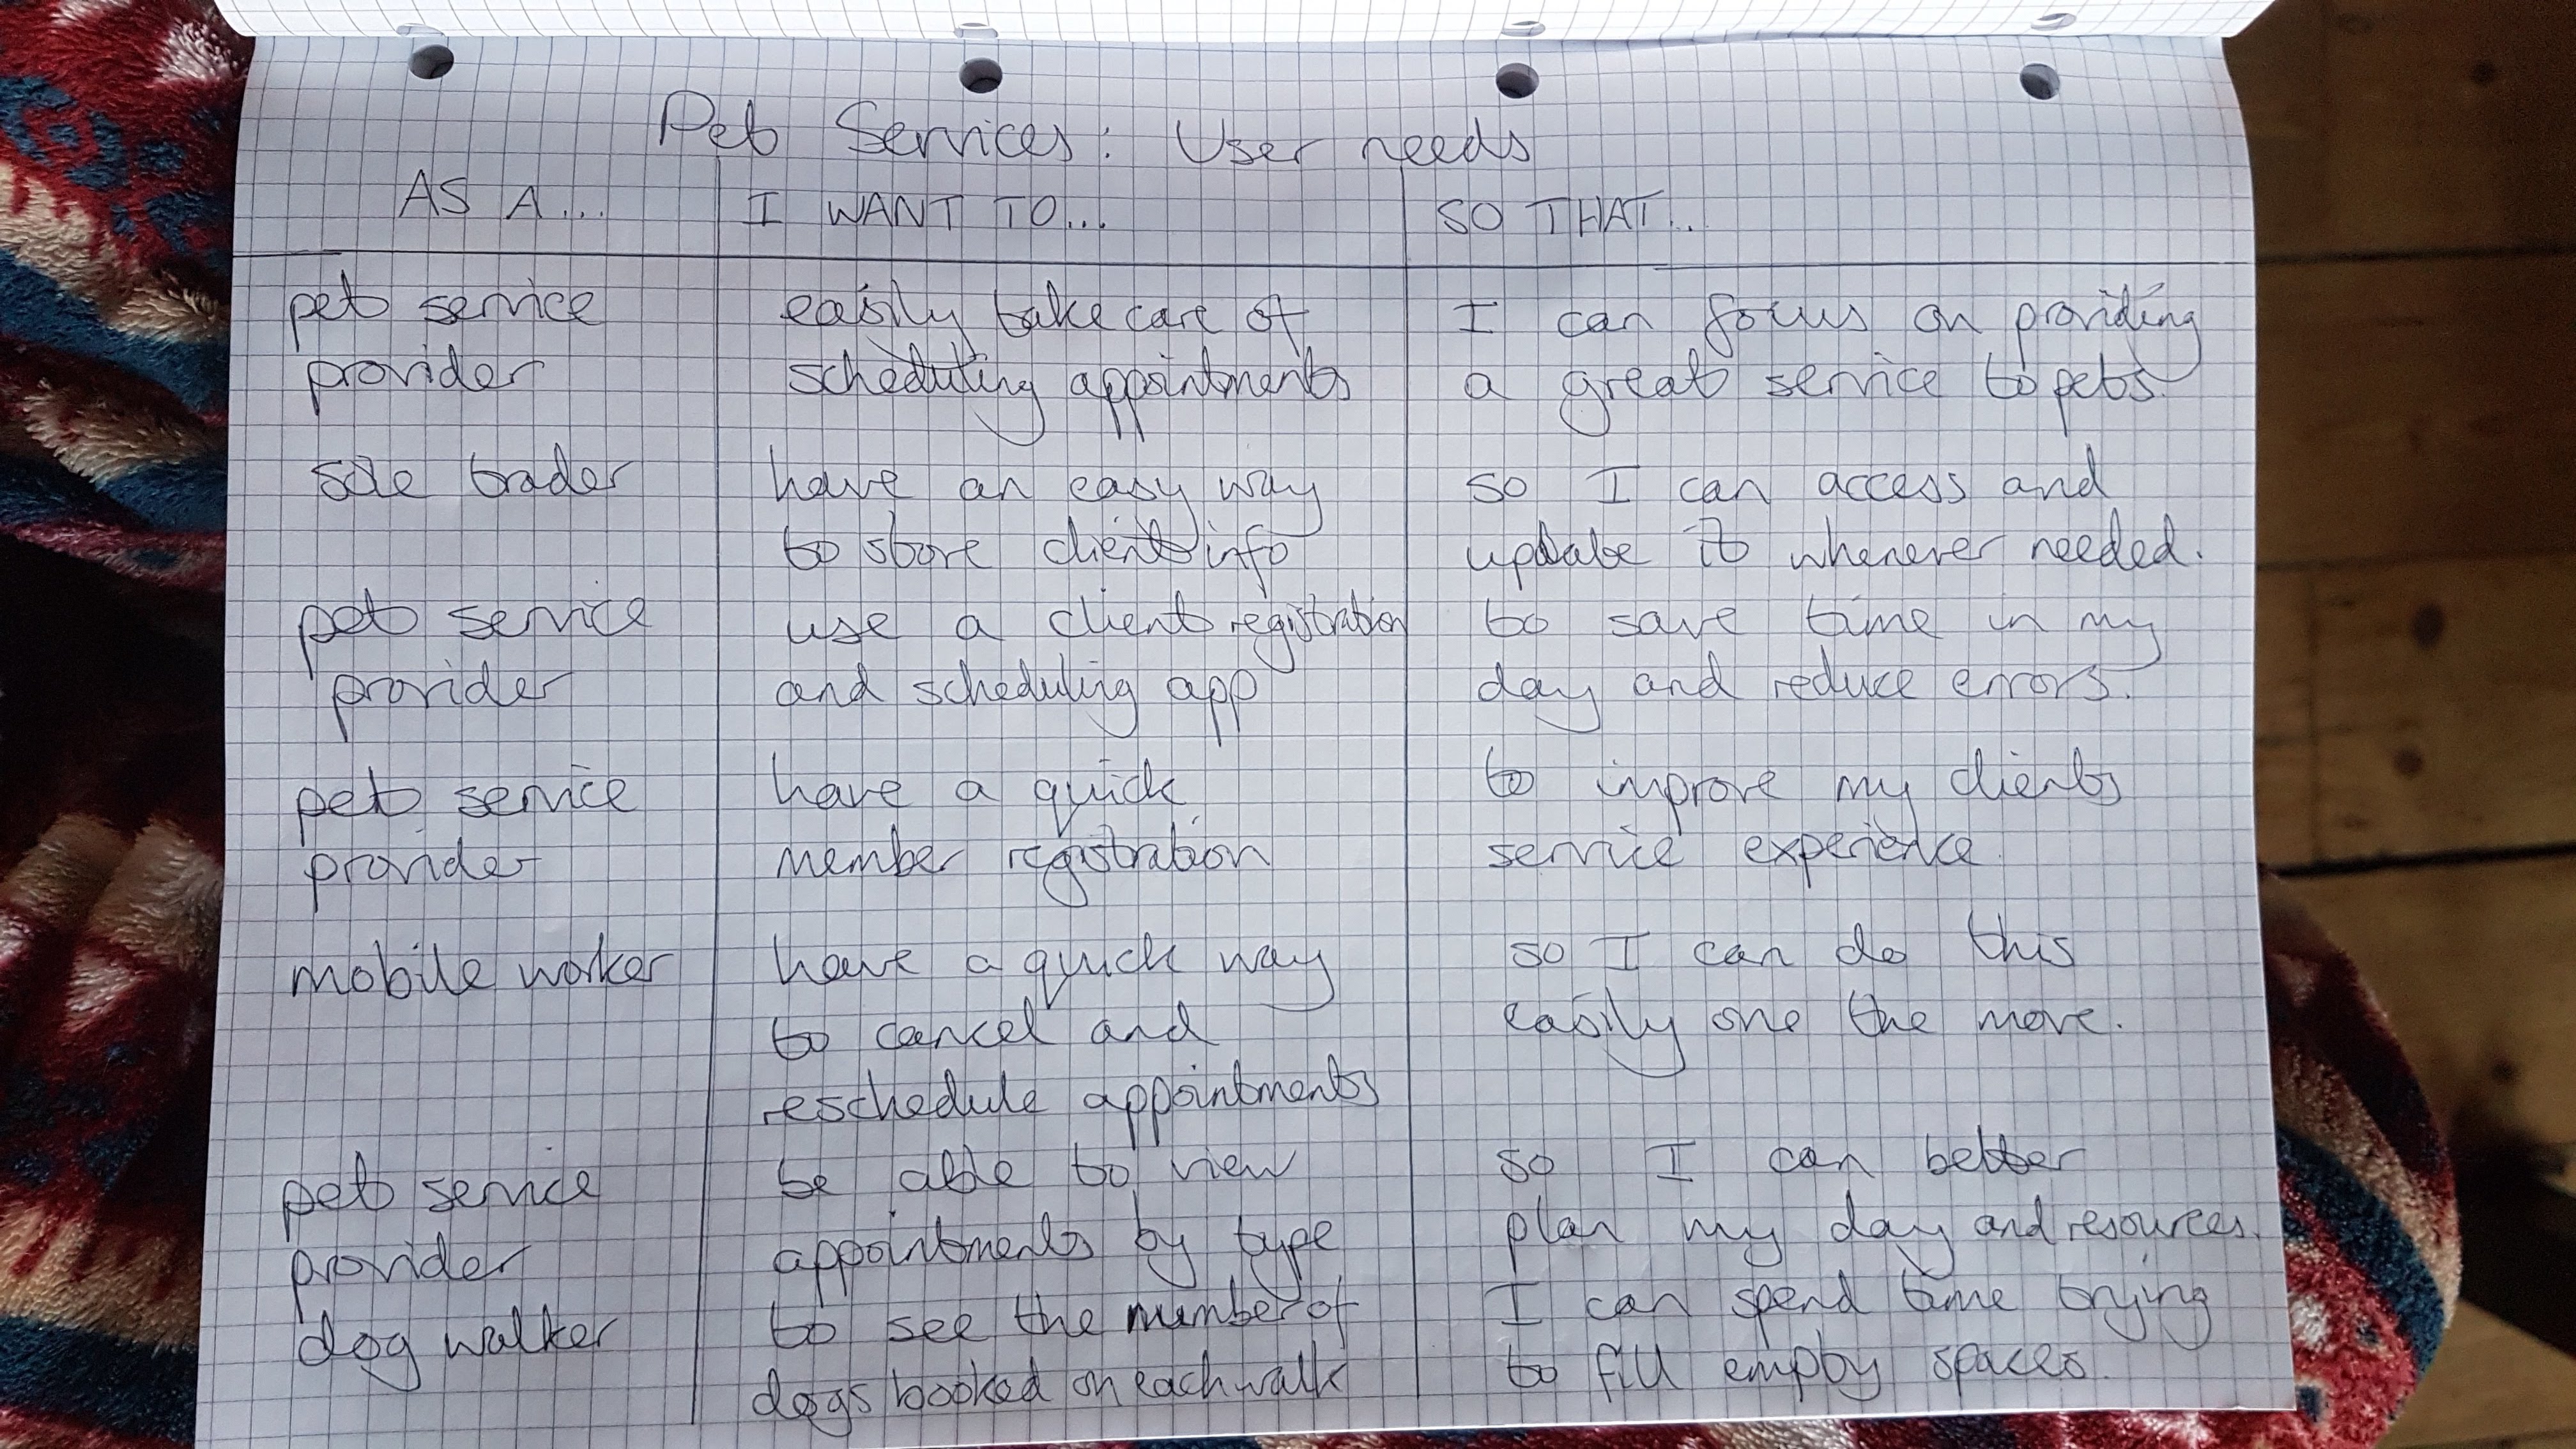 Pet Services: User needs
AS A... I WANT TO... SO THAT...
pet service easily take care of I can focus on providing
provider scheduling appointments a great service to pets.
sole trader have an easy way so I can access and
to store client info update it whenever needed.
pet service use a client registration to save time in my
provider and scheduling app day and reduce errors.
pet service have a quick to improve my clients
provider member registration service experience.
mobile worker have a quick way so I can do this
to cancel and easily one the move.
reschedule appointments
pet service be able to view so I can better
provider appointments by type plan my day and resources.
dog walker to see the number of I can spend time trying
dogs booked on each walk to fill empty spaces.